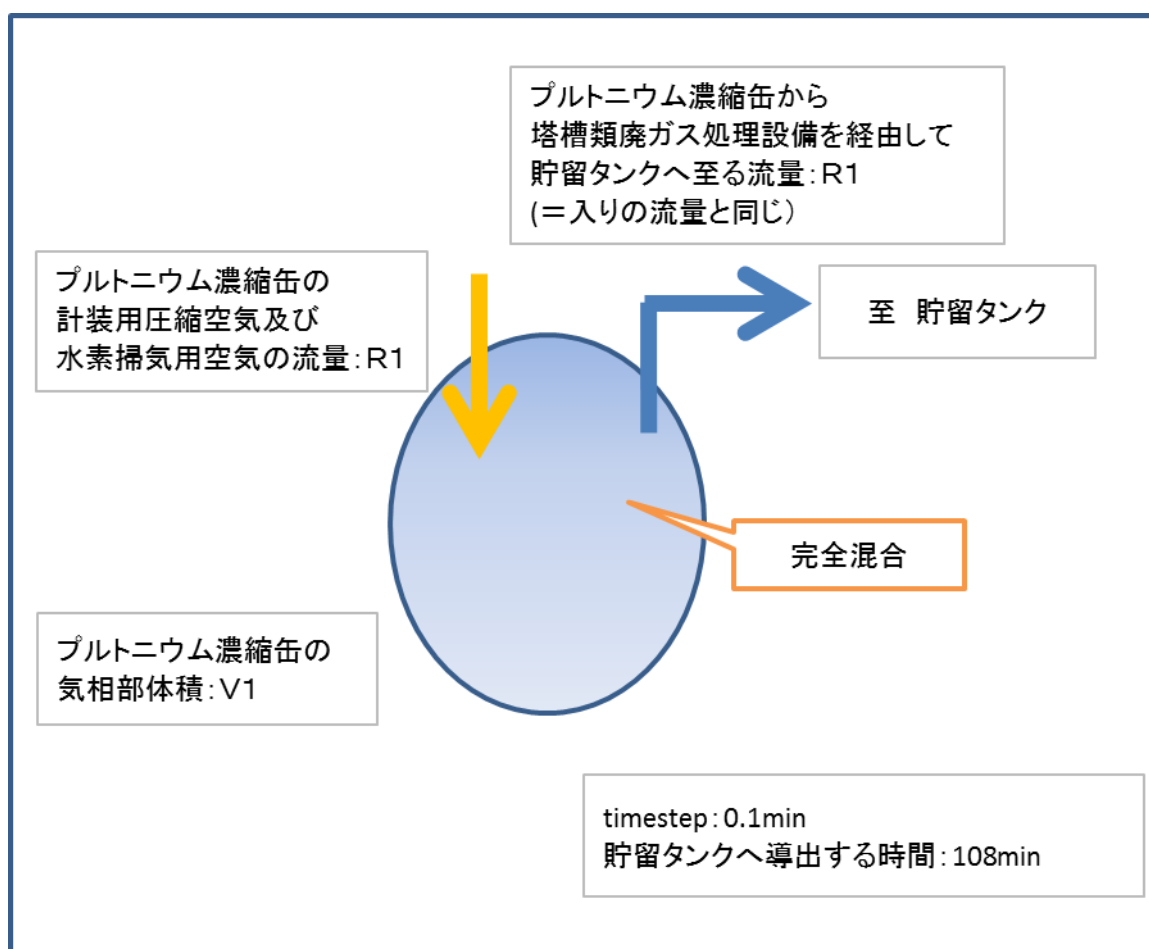 プルトニウム濃縮缶から
塔槽類廃ガス処理設備を経由して
貯留タンクへ至る流量:R1
(=入りの流量と同じ)
プルトニウム濃縮缶の
計装用圧縮空気及び
水素掃気用空気の流量:R1
至 貯留タンク
完全混合
プルトニウム濃縮缶の
気相部体積:V1
timestep:0.1min
貯留タンクへ導出する時間:108min